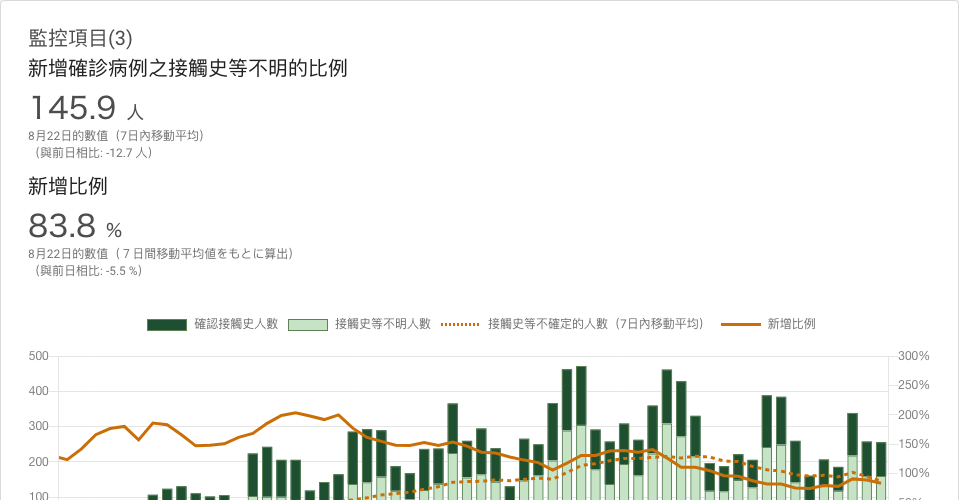 監控項目(3)
新增確診病例之接觸史等不明的比例
145.9 人
8月22日的數值（7日內移動平均）
（與前日相比: -12.7 人）
新增比例
83.8 %
8月22日的數值（７日間移動平均値をもとに算出）
（與前日相比: -5.5 %）
確認接觸史人數 接觸史等不明人數 接觸史等不確定的人數（7日內移動平均） 新增比例
500 300%
250%
400
200%
300
150%
200
100%
100